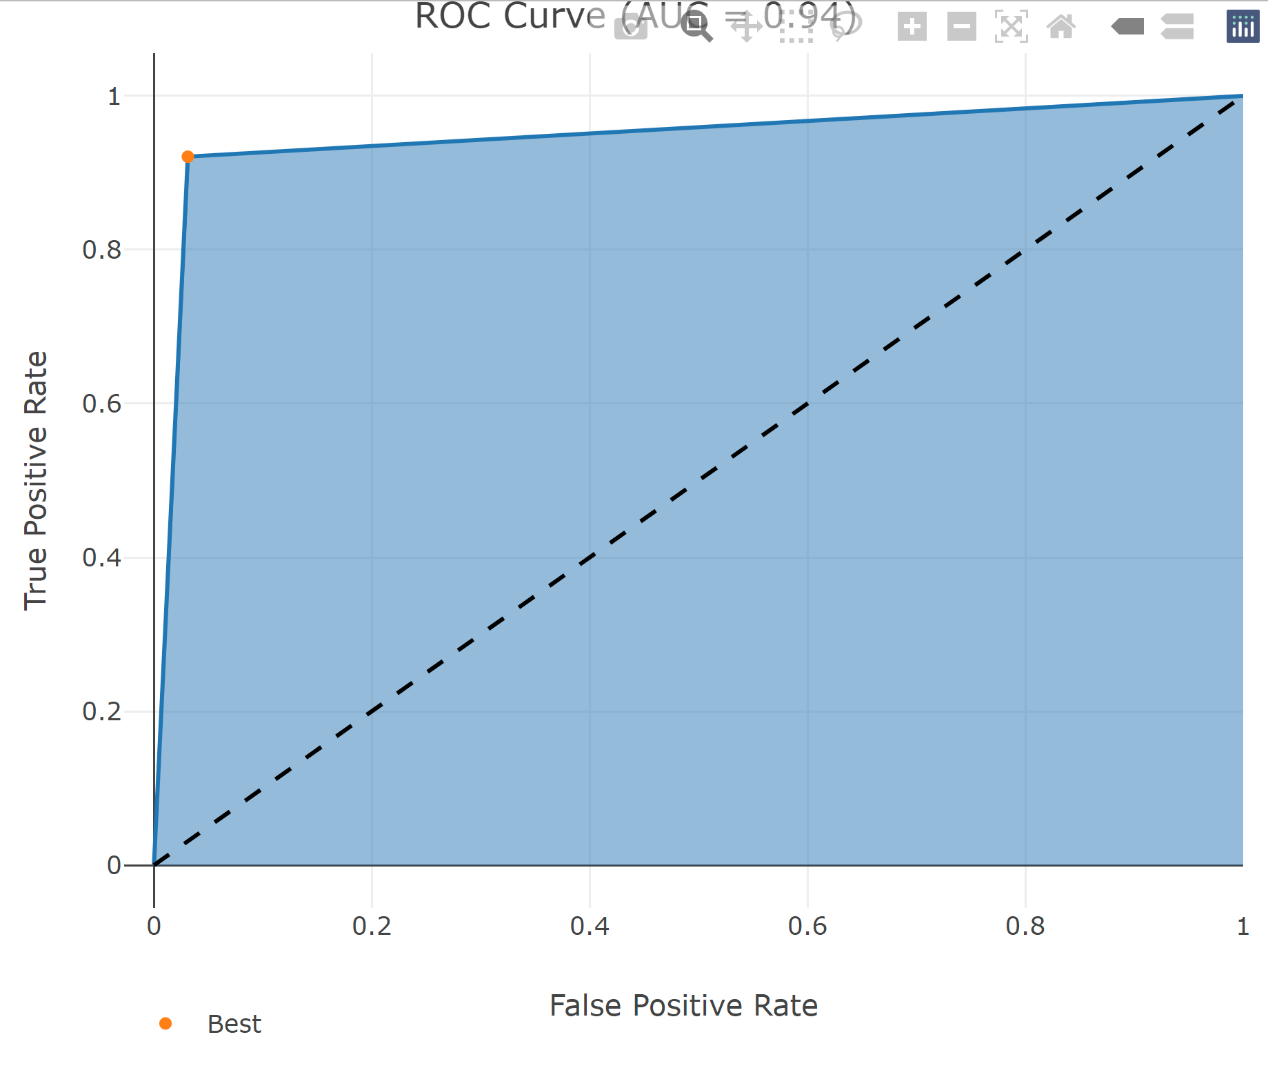 ROC Curve (AUC = 0.94)
1
0.8
0.6
0.4
0.2
0
True Positive Rate
0 0.2 0.4 0.6 0.8 1
False Positive Rate
Best